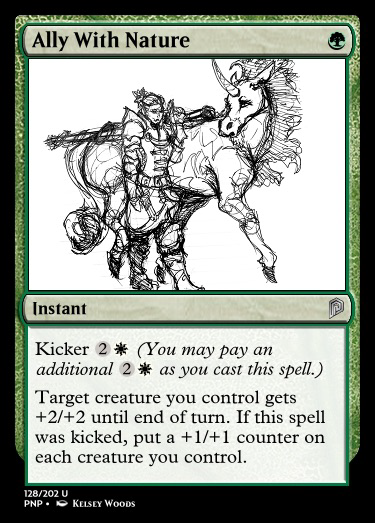 Ally With Nature
Instant
Kicker 2 (You may pay an
additional 2 as you cast this spell.)
Target creature you control gets
+2/+2 until end of turn. If this spell
was kicked, put a +1/+1 counter on
each creature you control.
128/202 U
PNP • Kelsey Woods